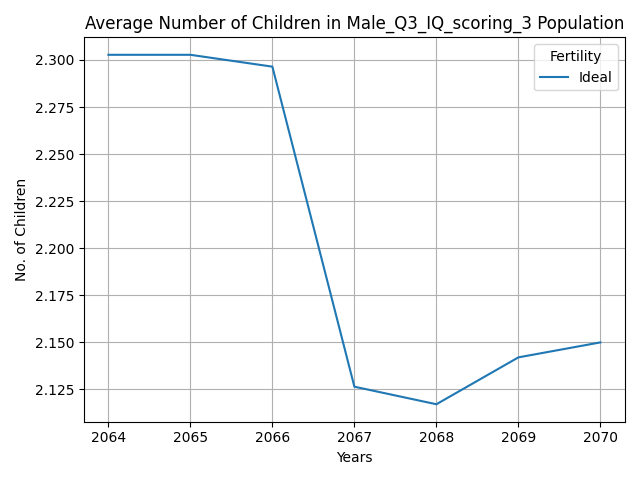 Average Number of Children in Male_Q3_IQ_scoring_3 Population
Fertility
Ideal
No. of Children
2.300
2.275
2.250
2.225
2.200
2.175
2.150
2.125
2064 2065 2066 2067 2068 2069 2070
Years